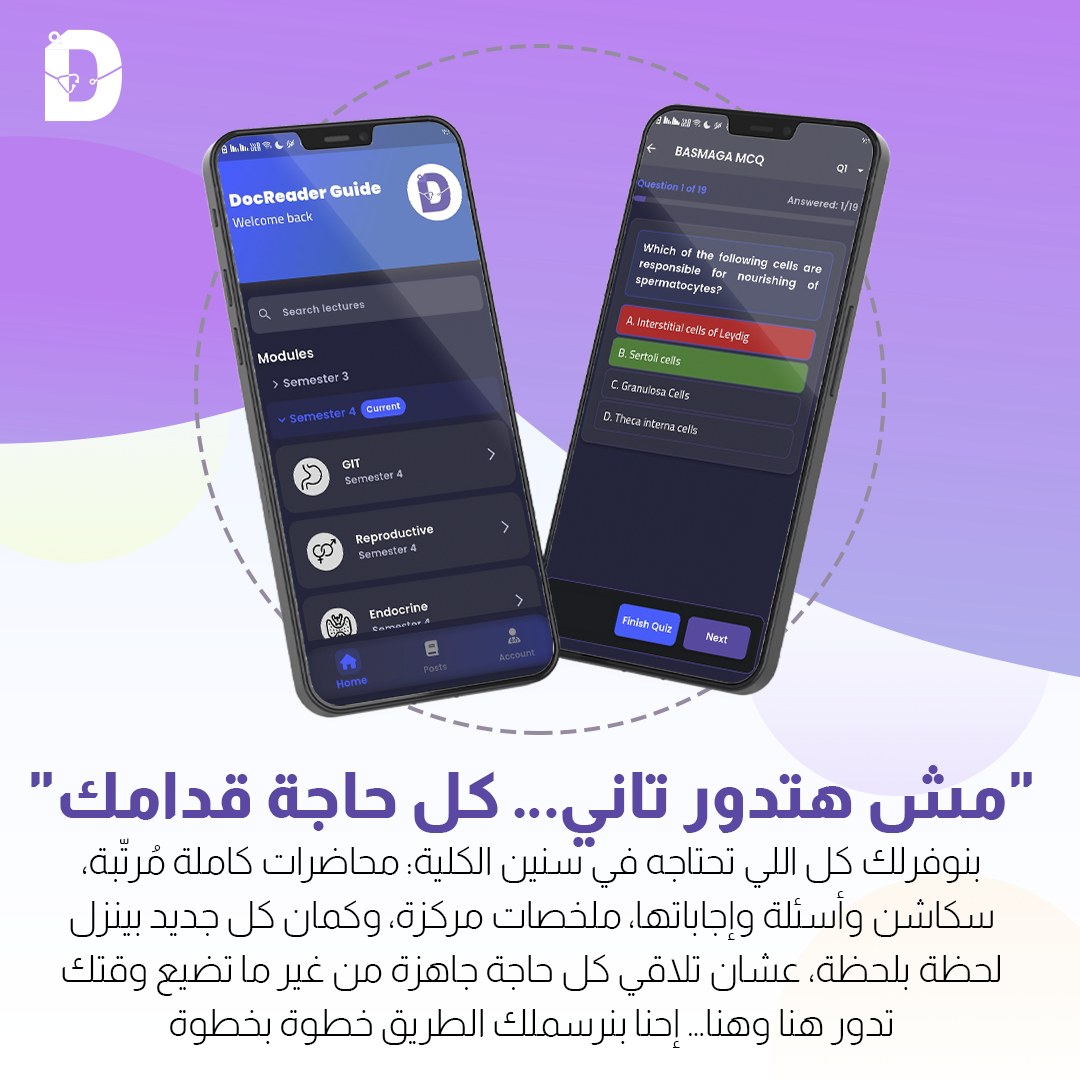 D
DocReader Guide
Welcome back
D
Search lectures
Modules
Semester 3
Semester 4 Current
GIT
Semester 4
Reproductive
Semester 4
Endocrine
Semester 4
Home
Posts
Account
BASMAGA MCQ
Q1
Question 1 of 19
Answered: 1/19
Which of the following cells are
responsible for nourishing of
spermatocytes?
A. Interstitial cells of Leydig
B. Sertoli cells
C. Granulosa Cells
D. Theca interna cells
Finish Quiz
Next
"مش هتدور تاني... كل حاجة قدامك"
بنوفرلك كل اللي تحتاجه في سنين الكلية: محاضرات كاملة مُرتّبة،
سكاشن وأسئلة وإجاباتها، ملخصات مركزة، وكمان كل جديد بينزل
لحظة بلحظة، عشان تلاقي كل حاجة جاهزة من غير ما تضيع وقتك
تدور هنا وهنا... إحنا بنرسملك الطريق خطوة بخطوة